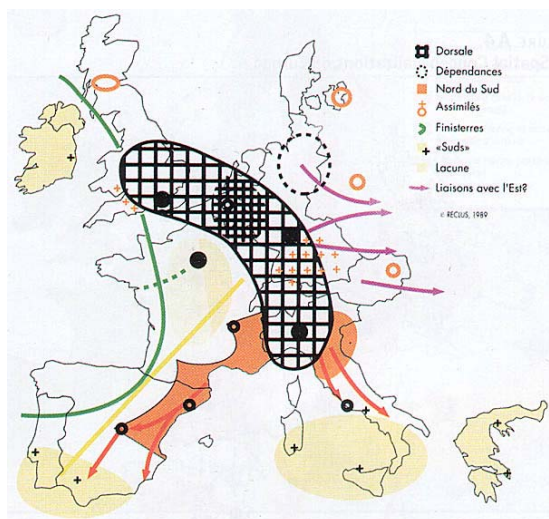 Dorsale
Dépendances
Nord du Sud
Assimilés
Finisterres
«Suds»
Lacune
Liaisons avec l'Est?
© RECLUS, 1989